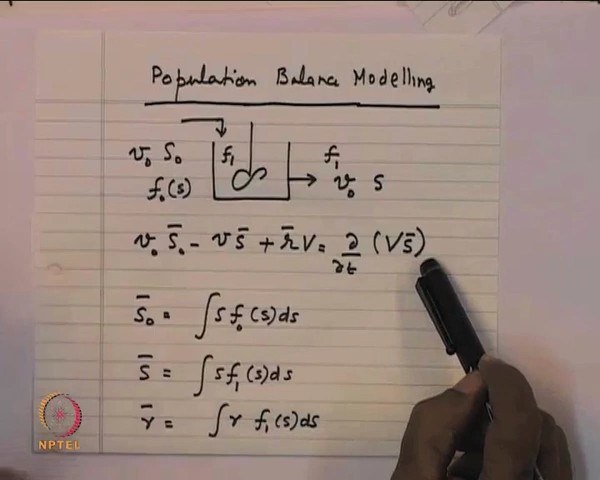 Population Balance Modelling
v₀ S₀ f₁ f₁
f₀(s) v₀ S
v₀ S̄₀ - v s̄ + r̄ V = ∂/∂t (V s̄)
S̄₀ = ∫ s f₀(s) ds
S̄ = ∫ s f₁(s) ds
r̄ = ∫ r f₁(s) ds
NPTEL